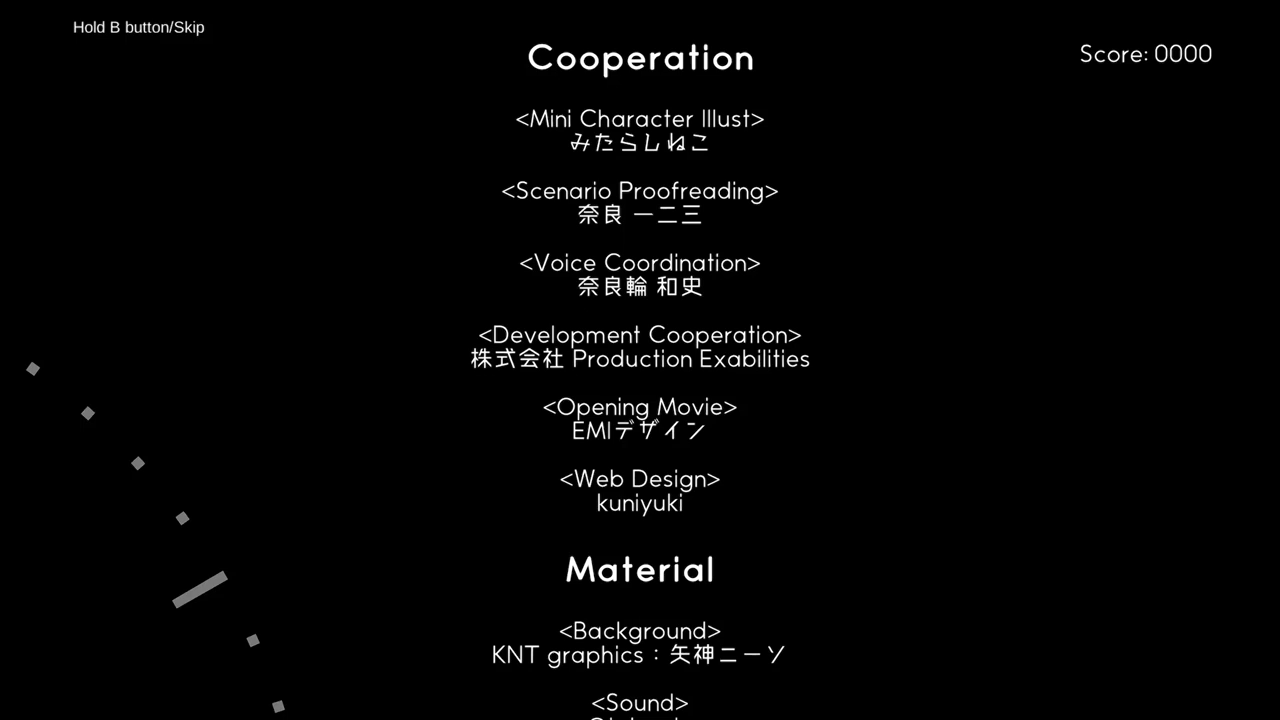 Hold B button/Skip
Score: 0000
Cooperation
<Mini Character Illust>
みたらしねこ
<Scenario Proofreading>
奈良 一二三
<Voice Coordination>
奈良輪 和史
<Development Cooperation>
株式会社 Production Exabilities
<Opening Movie>
EMIデザイン
<Web Design>
kuniyuki
Material
<Background>
KNT graphics：矢神ニーソ
<Sound>